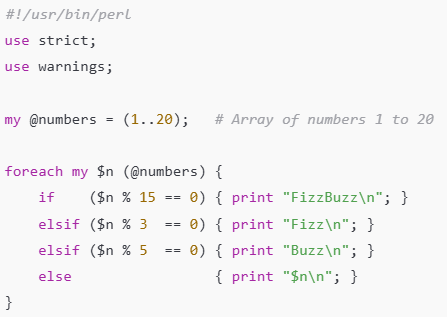 #!/usr/bin/perl
use strict;
use warnings;

my @numbers = (1..20);   # Array of numbers 1 to 20

foreach my $n (@numbers) {
    if    ($n % 15 == 0) { print "FizzBuzz\n"; }
    elsif ($n % 3  == 0) { print "Fizz\n"; }
    elsif ($n % 5  == 0) { print "Buzz\n"; }
    else                 { print "$n\n"; }
}